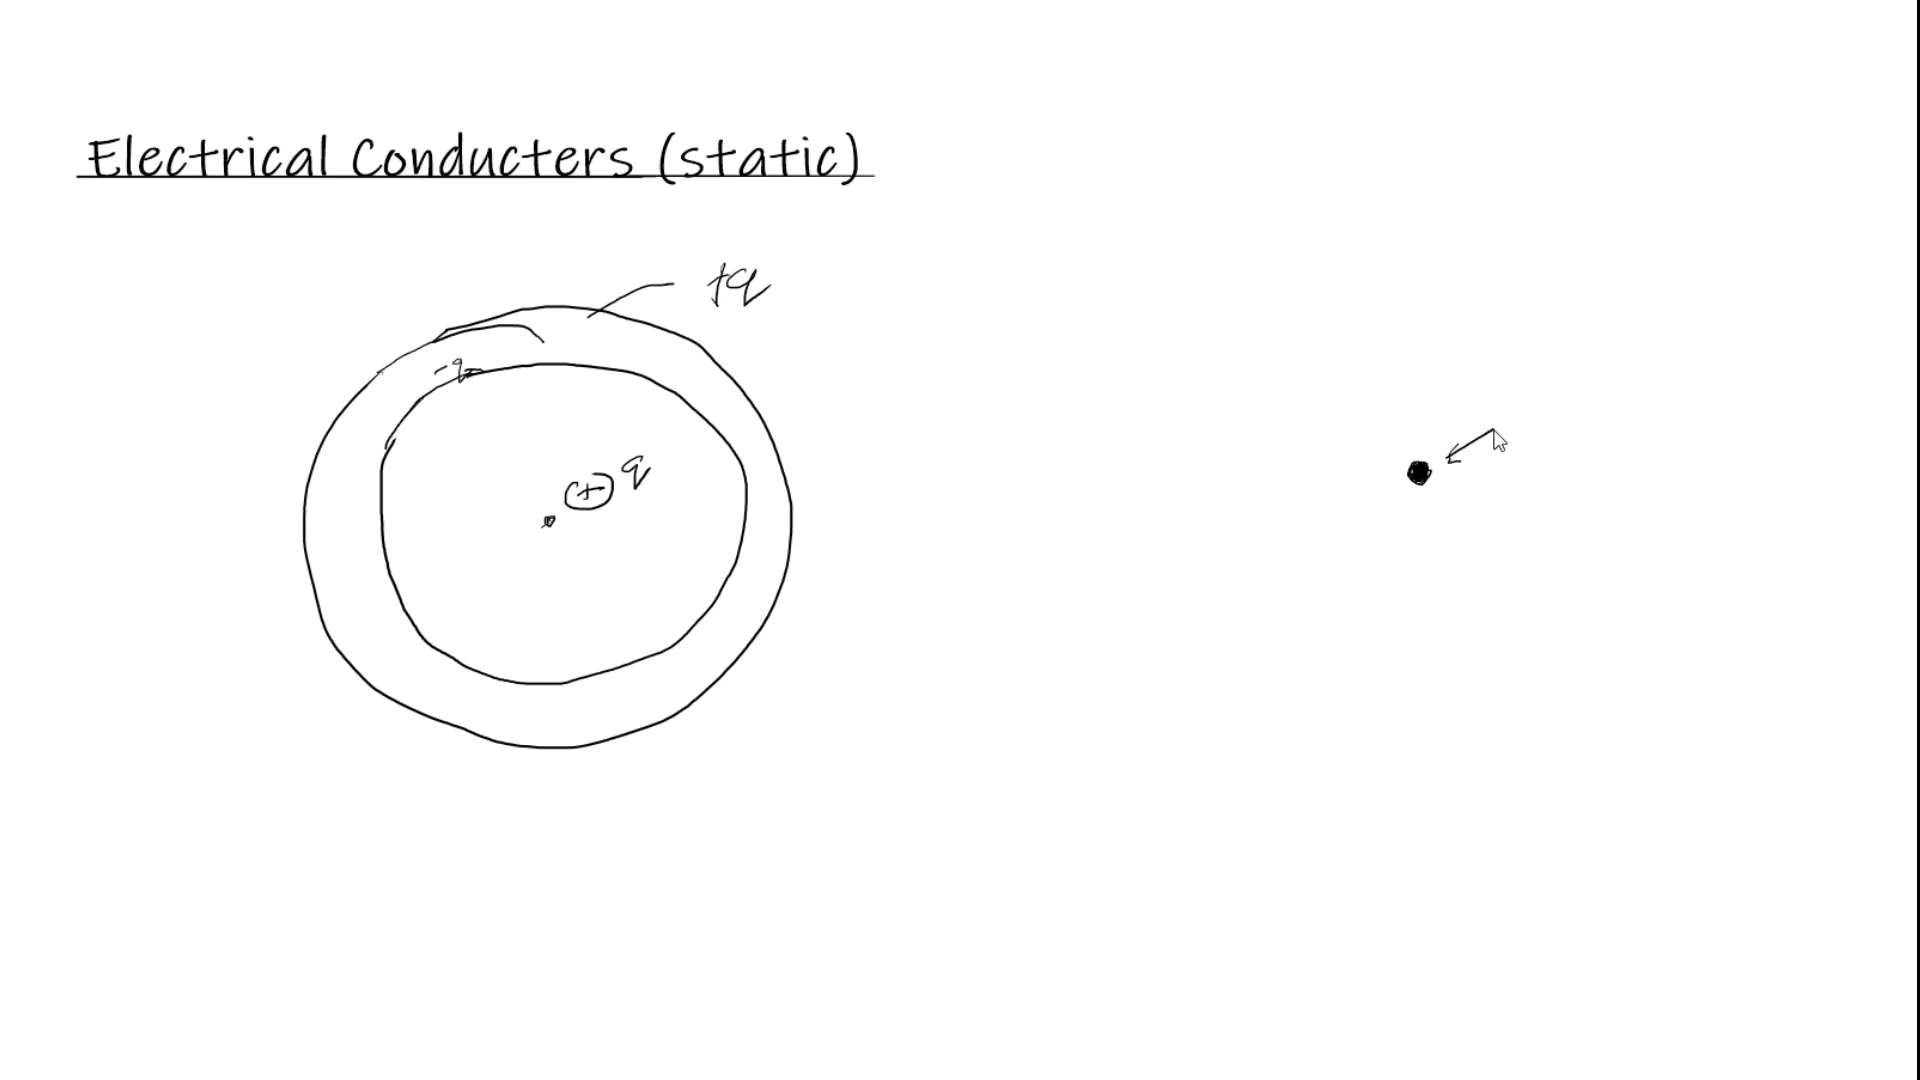 Electrical Conducters (static)
+q
-q
(+) q